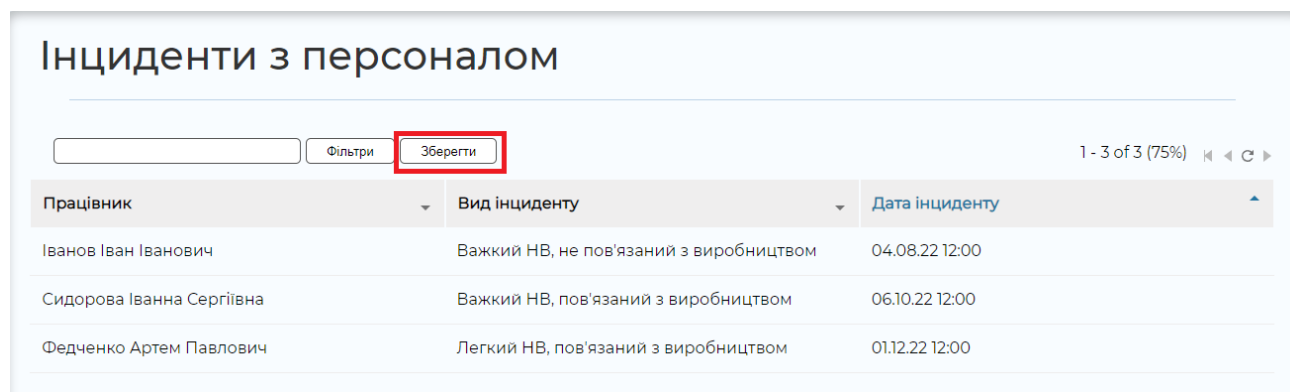 Інциденти з персоналом
Фільтри Зберегти 1 - 3 of 3 (75%)
Працівник Вид інциденту Дата інциденту
Іванов Іван Іванович Важкий НВ, не пов'язаний з виробництвом 04.08.22 12:00
Сидорова Іванна Сергіївна Важкий НВ, пов'язаний з виробництвом 06.10.22 12:00
Федченко Артем Павлович Легкий НВ, пов'язаний з виробництвом 01.12.22 12:00